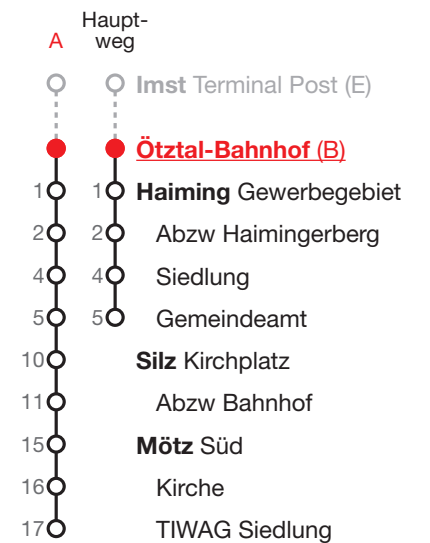 Haupt-
A weg
Imst Terminal Post (E)
Ötztal-Bahnhof (B)
1 1 Haiming Gewerbegebiet
2 2 Abzw Haimingerberg
4 4 Siedlung
5 5 Gemeindeamt
10 Silz Kirchplatz
11 Abzw Bahnhof
15 Mötz Süd
16 Kirche
17 TIWAG Siedlung